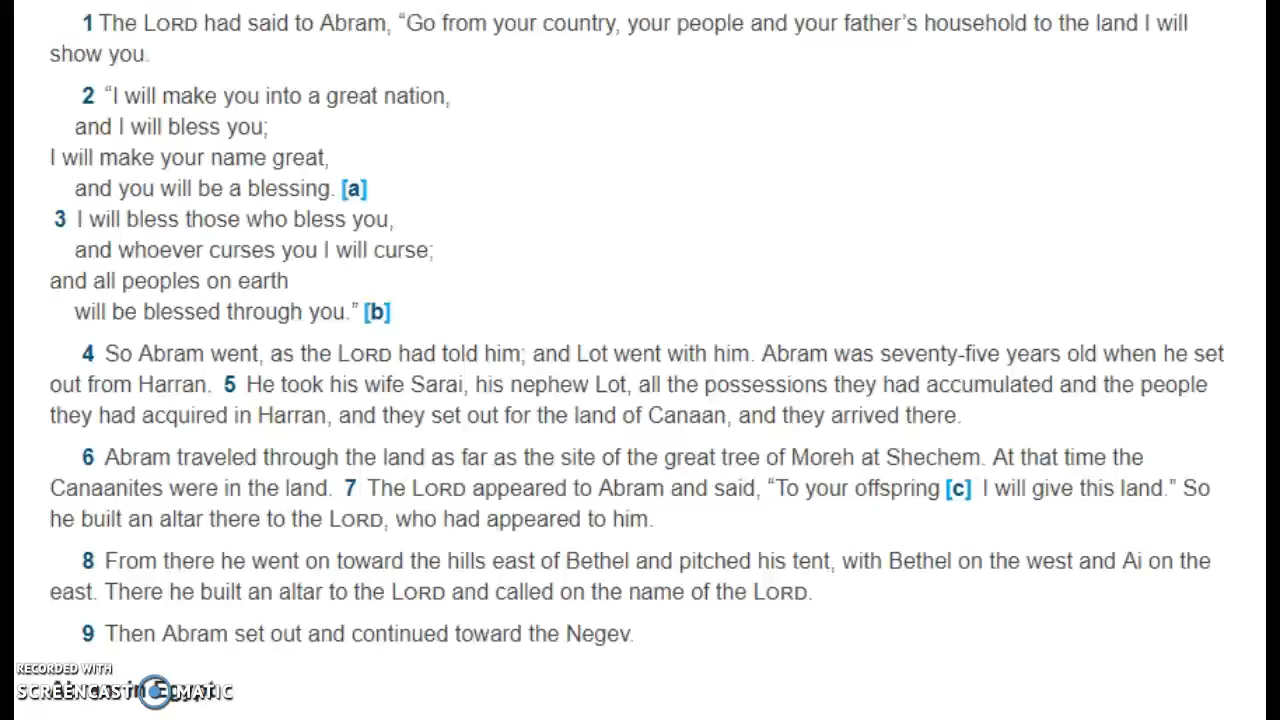 1 The LORD had said to Abram, “Go from your country, your people and your father’s household to the land I will
show you.
2 “I will make you into a great nation,
and I will bless you;
I will make your name great,
and you will be a blessing. [a]
3 I will bless those who bless you,
and whoever curses you I will curse;
and all peoples on earth
will be blessed through you.” [b]
4 So Abram went, as the LORD had told him; and Lot went with him. Abram was seventy-five years old when he set
out from Harran. 5 He took his wife Sarai, his nephew Lot, all the possessions they had accumulated and the people
they had acquired in Harran, and they set out for the land of Canaan, and they arrived there.
6 Abram traveled through the land as far as the site of the great tree of Moreh at Shechem. At that time the
Canaanites were in the land. 7 The LORD appeared to Abram and said, “To your offspring [c] I will give this land.” So
he built an altar there to the LORD, who had appeared to him.
8 From there he went on toward the hills east of Bethel and pitched his tent, with Bethel on the west and Ai on the
east. There he built an altar to the LORD and called on the name of the LORD.
9 Then Abram set out and continued toward the Negev.
RECORDED WITH
SCREENCAST MATIC